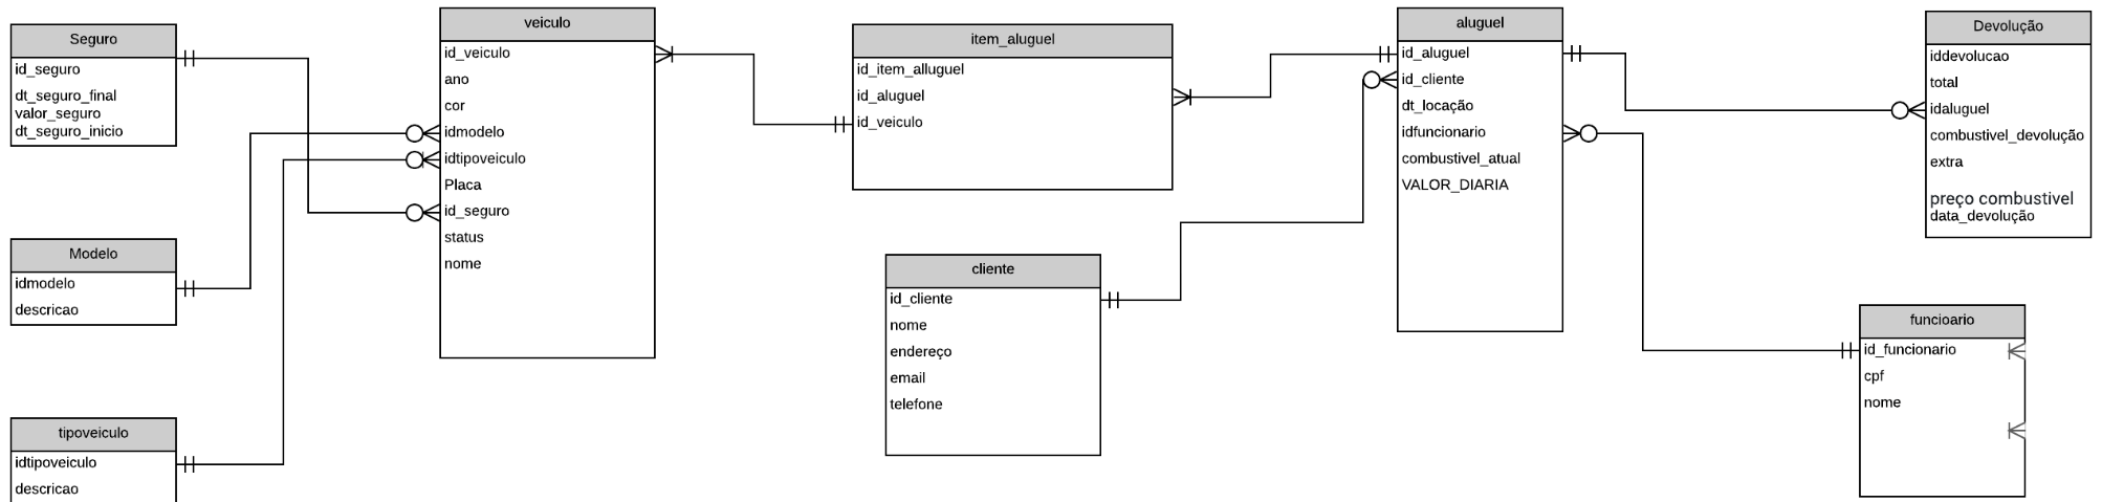 Seguro
id_seguro
dt_seguro_final
valor_seguro
dt_seguro_inicio
Modelo
idmodelo
descricao
tipoveiculo
idtipoveiculo
descricao
veiculo
id_veiculo
ano
cor
idmodelo
idtipoveiculo
Placa
id_seguro
status
nome
item_aluguel
id_item_alluguel
id_aluguel
id_veiculo
cliente
id_cliente
nome
endereço
email
telefone
aluguel
id_aluguel
id_cliente
dt_locação
idfuncionario
combustivel_atual
VALOR_DIARIA
Devolução
iddevolucao
total
idaluguel
combustivel_devolução
extra
preço combustivel
data_devolução
funcioario
id_funcionario
cpf
nome